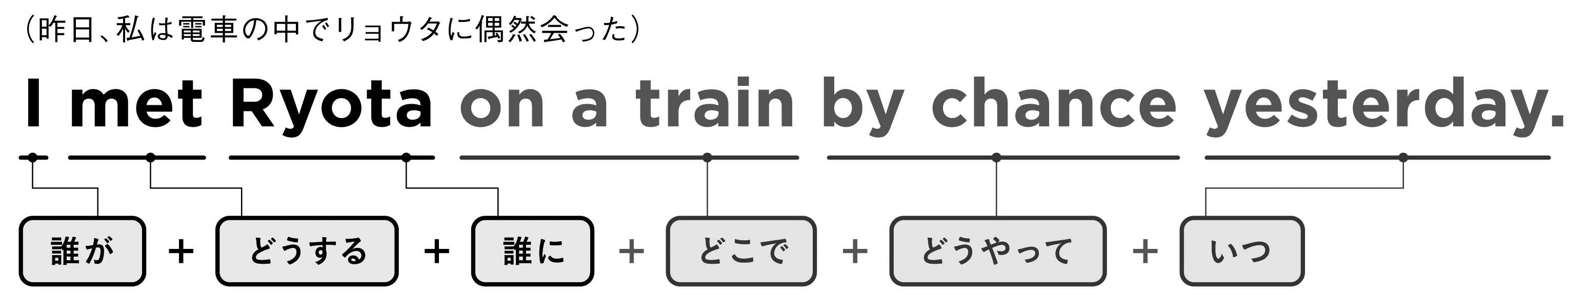 （昨日、私は電車の中でリョウタに偶然会った）
I met Ryota on a train by chance yesterday.
誰が + どうする + 誰に + どこで + どうやって + いつ